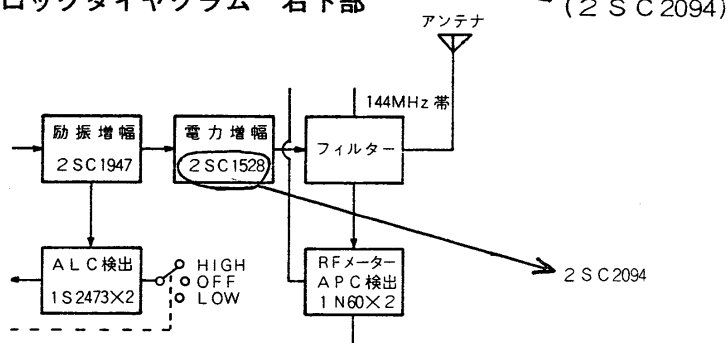 ロックダイヤグラム 右下部
(2SC2094)
アンテナ
144MHz帯
励振増幅
2SC1947
電力増幅
2SC1528
フィルター
ALC検出
1S2473×2
HIGH
OFF
LOW
RFメーター
APC検出
1N60×2
2SC2094